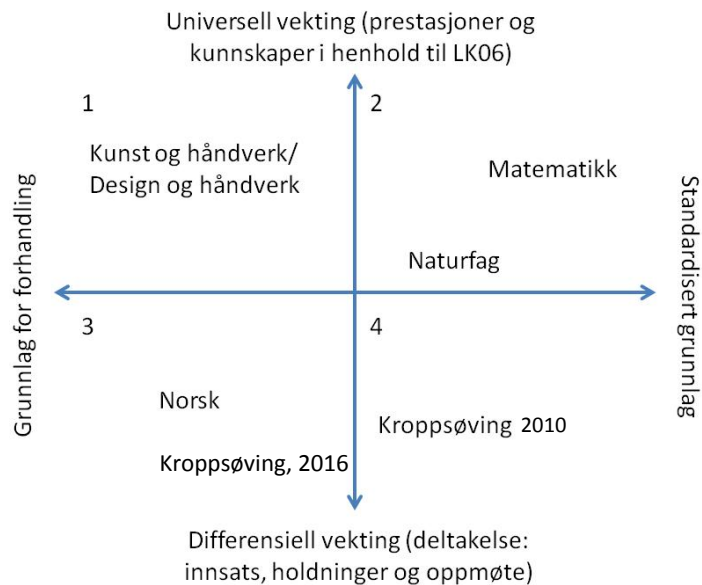 Universell vekting (prestasjoner og
kunnskaper i henhold til LK06)
1
2
Kunst og håndverk/
Design og håndverk
Matematikk
Naturfag
Grunnlag for forhandling
Standardisert grunnlag
3
4
Norsk
Kroppsøving 2010
Kroppsøving, 2016
Differensiell vekting (deltakelse:
innsats, holdninger og oppmøte)